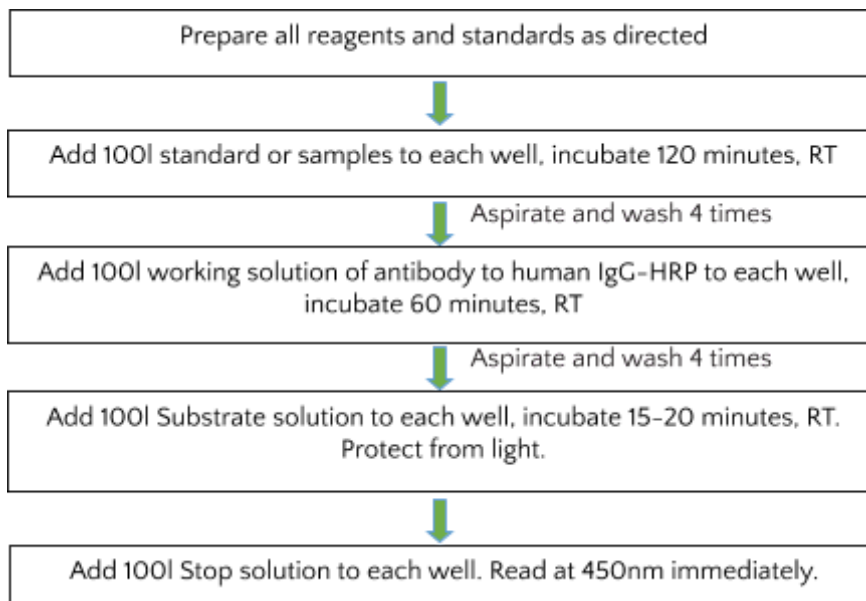 Prepare all reagents and standards as directed
Add 100l standard or samples to each well, incubate 120 minutes, RT
Aspirate and wash 4 times
Add 100l working solution of antibody to human IgG-HRP to each well,
incubate 60 minutes, RT
Aspirate and wash 4 times
Add 100l Substrate solution to each well, incubate 15-20 minutes, RT.
Protect from light.
Add 100l Stop solution to each well. Read at 450nm immediately.